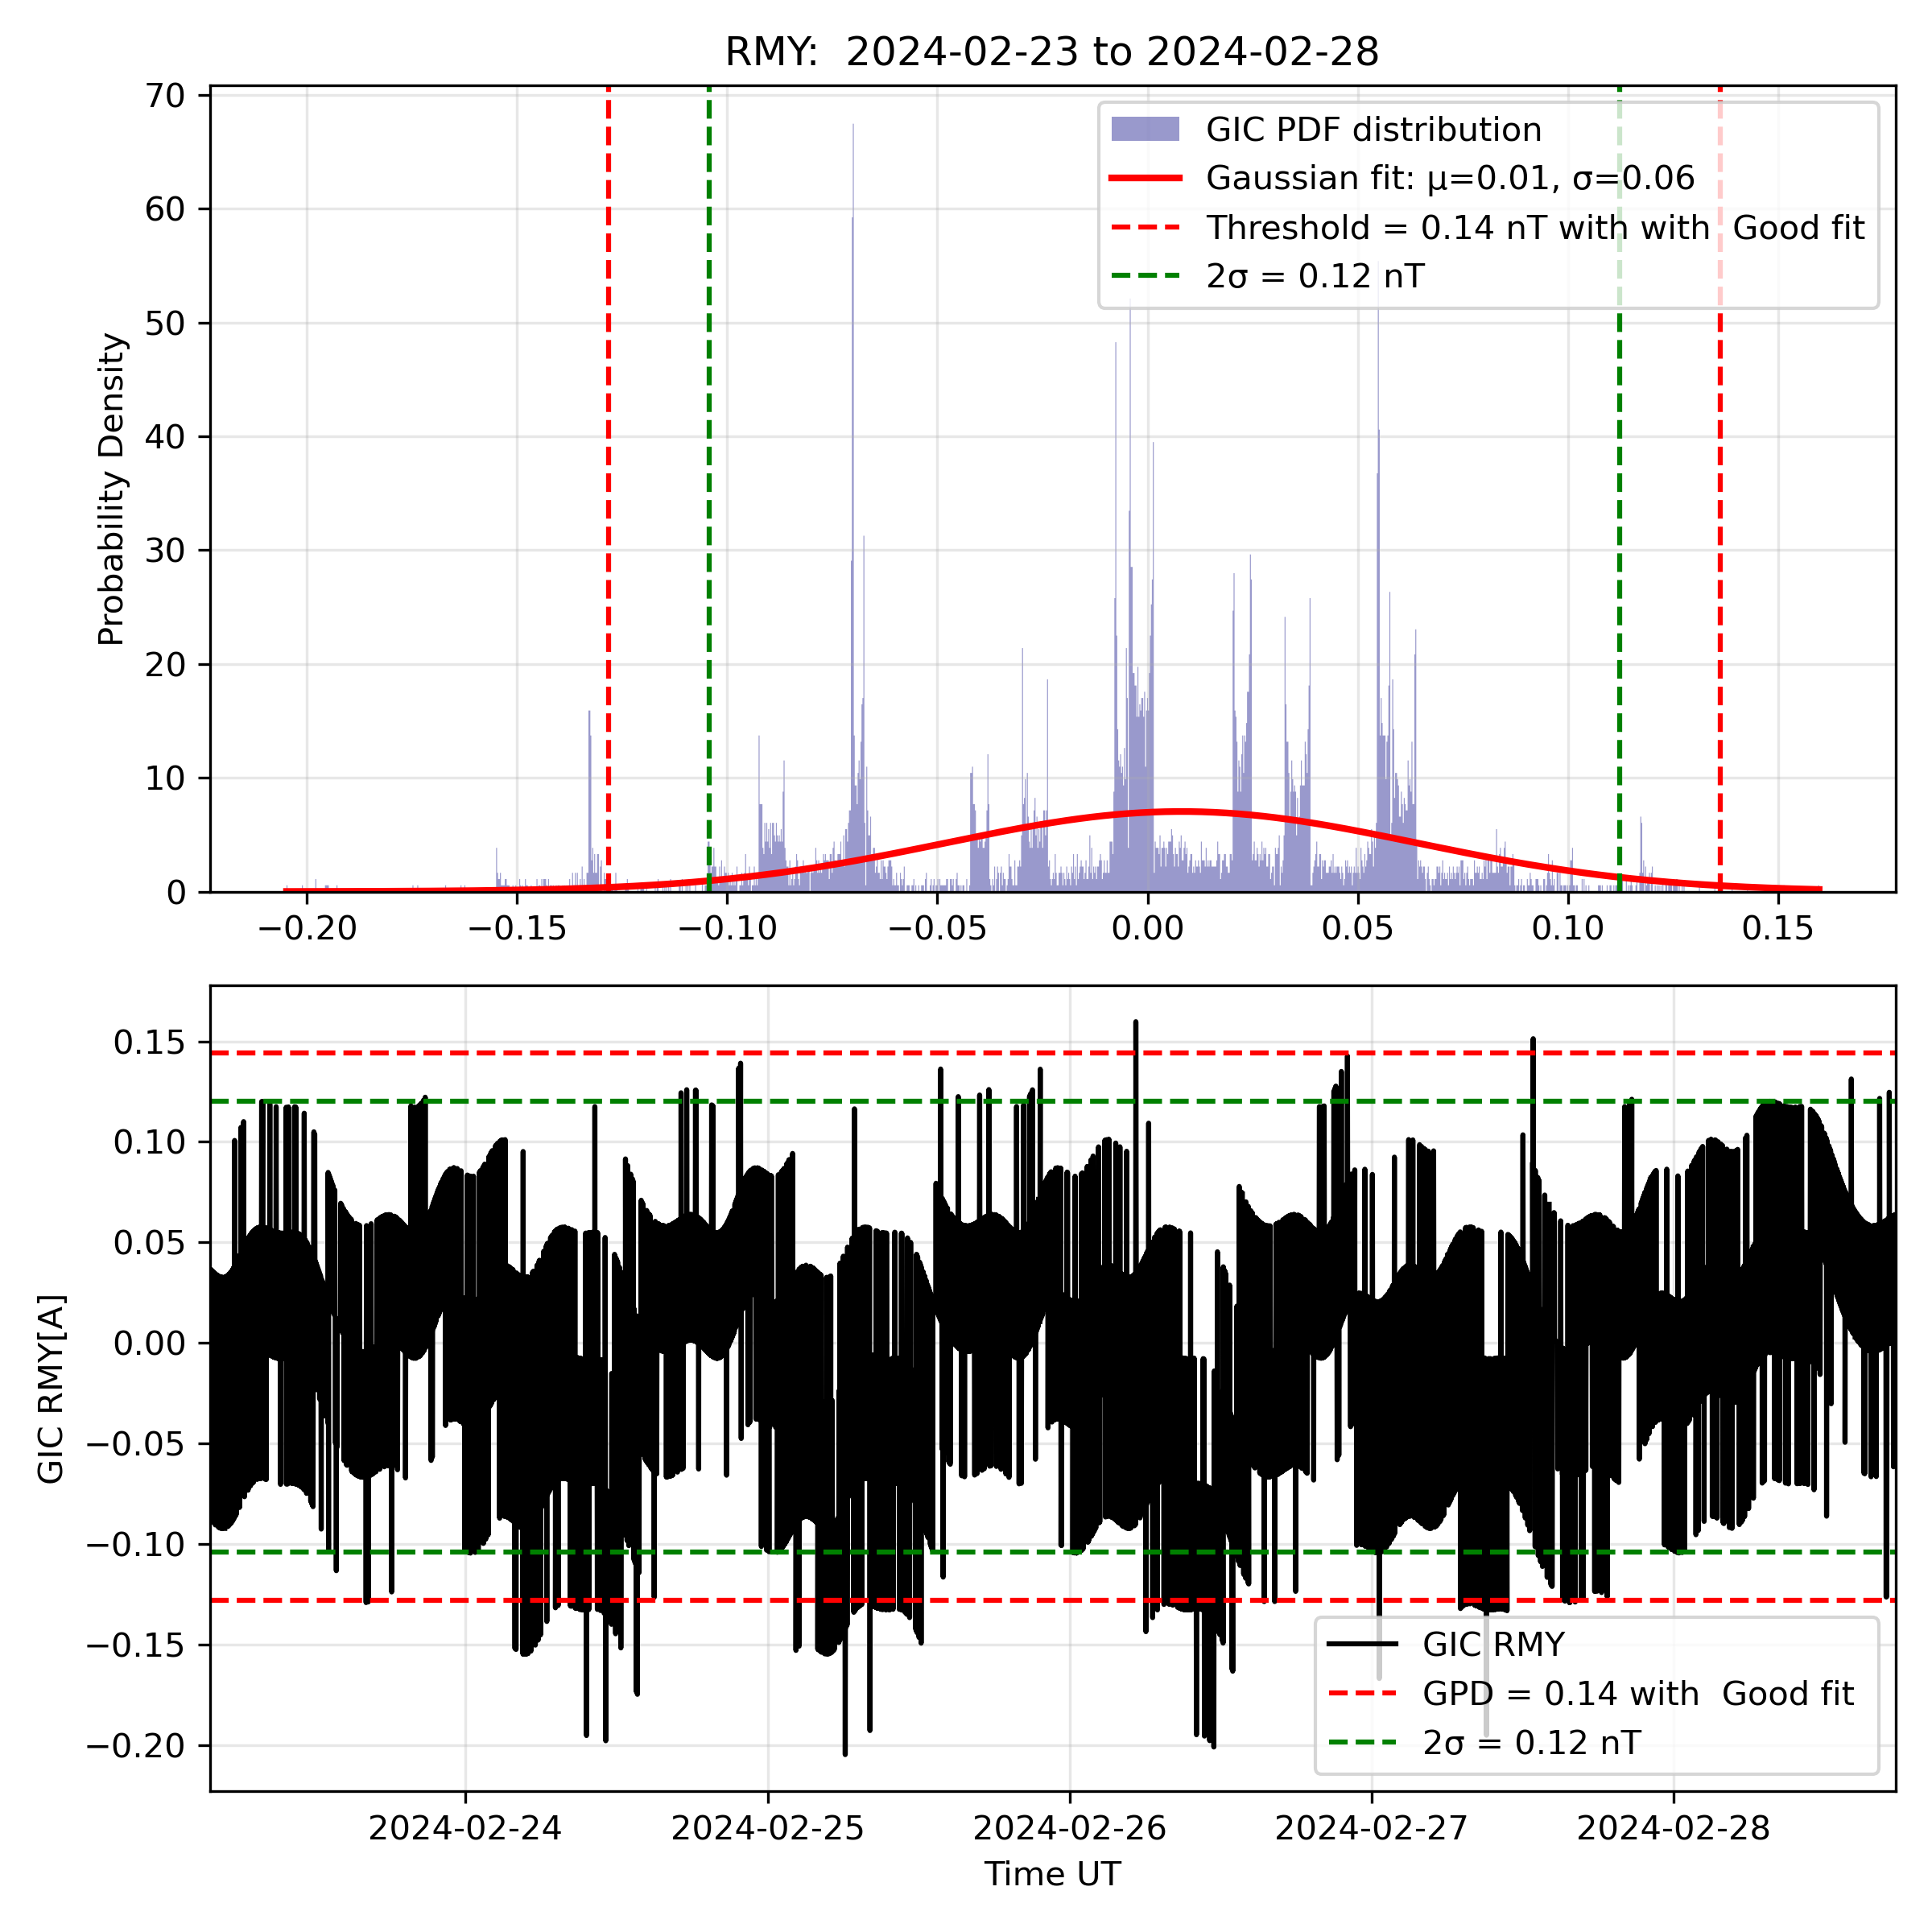 RMY:  2024-02-23 to 2024-02-28
70
60
50
40
30
20
10
0
Probability Density
GIC PDF distribution
Gaussian fit: μ=0.01, σ=0.06
Threshold = 0.14 nT with with  Good fit
2σ = 0.12 nT
−0.20 −0.15 −0.10 −0.05 0.00 0.05 0.10 0.15
0.15
0.10
0.05
0.00
−0.05
−0.10
−0.15
−0.20
GIC RMY[A]
GIC RMY
GPD = 0.14 with  Good fit
2σ = 0.12 nT
2024-02-24 2024-02-25 2024-02-26 2024-02-27 2024-02-28
Time UT